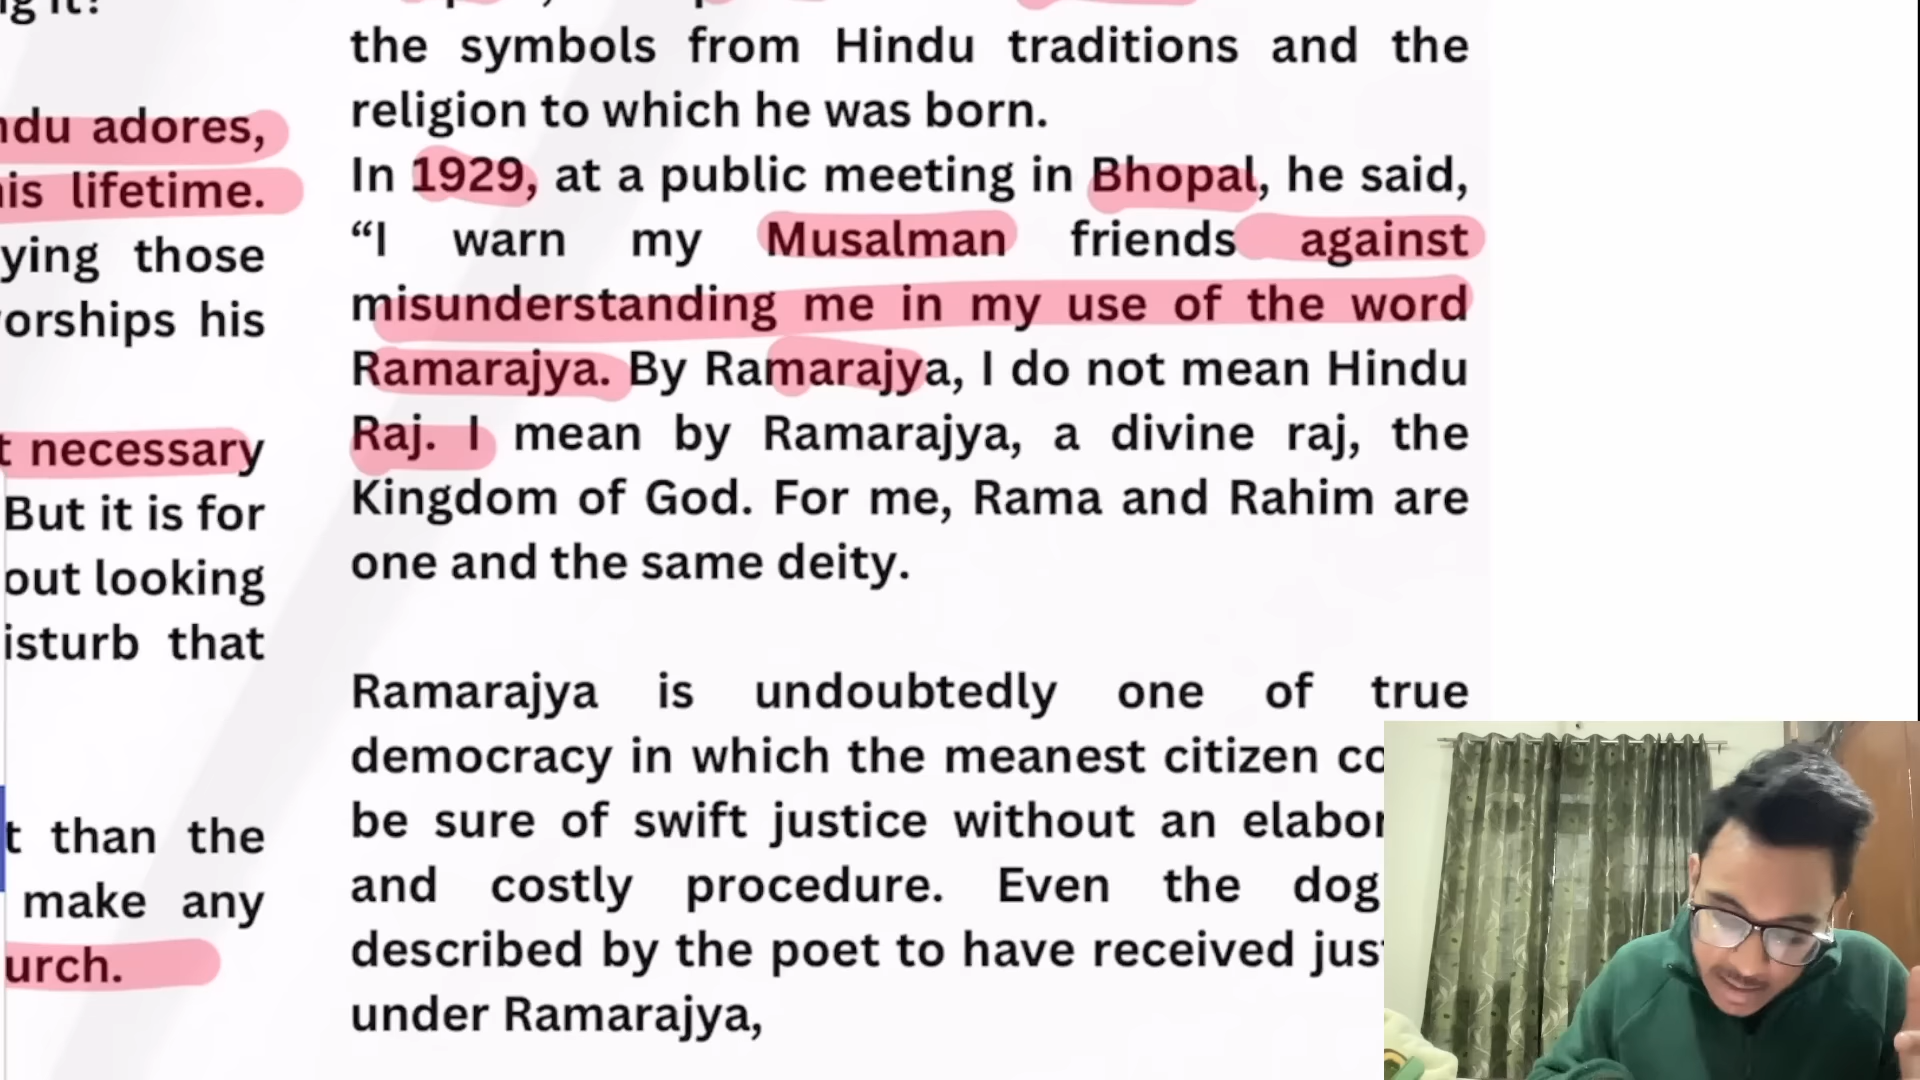 ndu adores,
his lifetime.
ying those
worships his
necessary
But it is for
out looking
isturb that
than the
make any
urch.
the symbols from Hindu traditions and the
religion to which he was born.
In 1929, at a public meeting in Bhopal, he said,
“I warn my Musalman friends against
misunderstanding me in my use of the word
Ramarajya. By Ramarajya, I do not mean Hindu
Raj. I mean by Ramarajya, a divine raj, the
Kingdom of God. For me, Rama and Rahim are
one and the same deity.
Ramarajya is undoubtedly one of true
democracy in which the meanest citizen co
be sure of swift justice without an elabor
and costly procedure. Even the dog
described by the poet to have received jus
under Ramarajya,